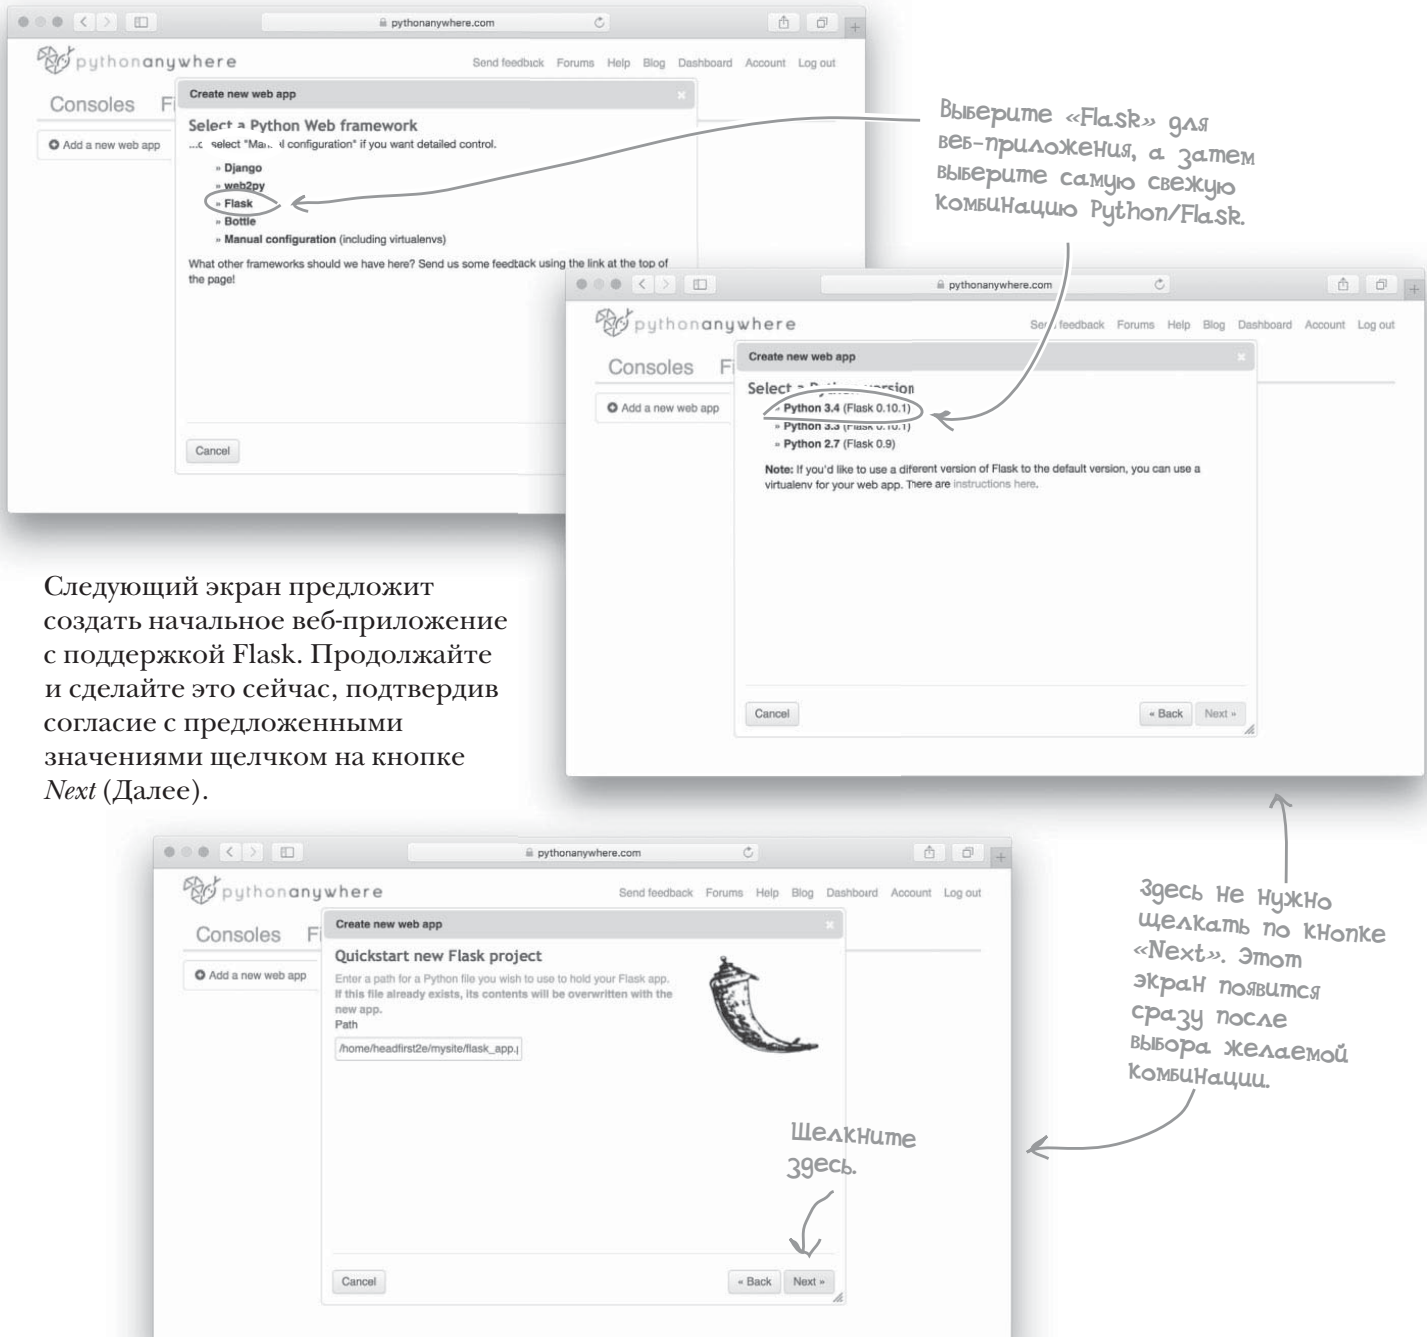 pythonanywhere.com
pythonanywhere
Send feedback Forums Help Blog Dashboard Account Log out
Consoles Fi
Add a new web app
Create new web app
Select a Python Web framework
select "Manual configuration" if you want detailed control.
» Django
» web2py
» Flask
» Bottle
» Manual configuration (including virtualenvs)
What other frameworks should we have here? Send us some feedback using the link at the top of
the page!
Cancel
Выберите «Flask» для
веб-приложения, а затем
выберите самую свежую
комбинацию Python/Flask.
pythonanywhere.com
pythonanywhere
Send feedback Forums Help Blog Dashboard Account Log out
Consoles Fi
Add a new web app
Create new web app
Select a Python version
» Python 3.4 (Flask 0.10.1)
» Python 3.3 (Flask 0.10.1)
» Python 2.7 (Flask 0.9)
Note: If you'd like to use a diferent version of Flask to the default version, you can use a
virtualenv for your web app. There are instructions here.
Cancel
« Back Next »
Следующий экран предложит
создать начальное веб-приложение
с поддержкой Flask. Продолжайте
и сделайте это сейчас, подтвердив
согласие с предложенными
значениями щелчком на кнопке
Next (Далее).
pythonanywhere.com
pythonanywhere
Send feedback Forums Help Blog Dashboard Account Log out
Consoles Fi
Add a new web app
Create new web app
Quickstart new Flask project
Enter a path for a Python file you wish to use to hold your Flask app.
If this file already exists, its contents will be overwritten with the
new app.
Path
/home/headfirst2e/mysite/flask_app.p
Щелкните
здесь.
Cancel
« Back Next »
Здесь не нужно
щелкать по кнопке
«Next». Этот
экран появится
сразу после
выбора желаемой
комбинации.